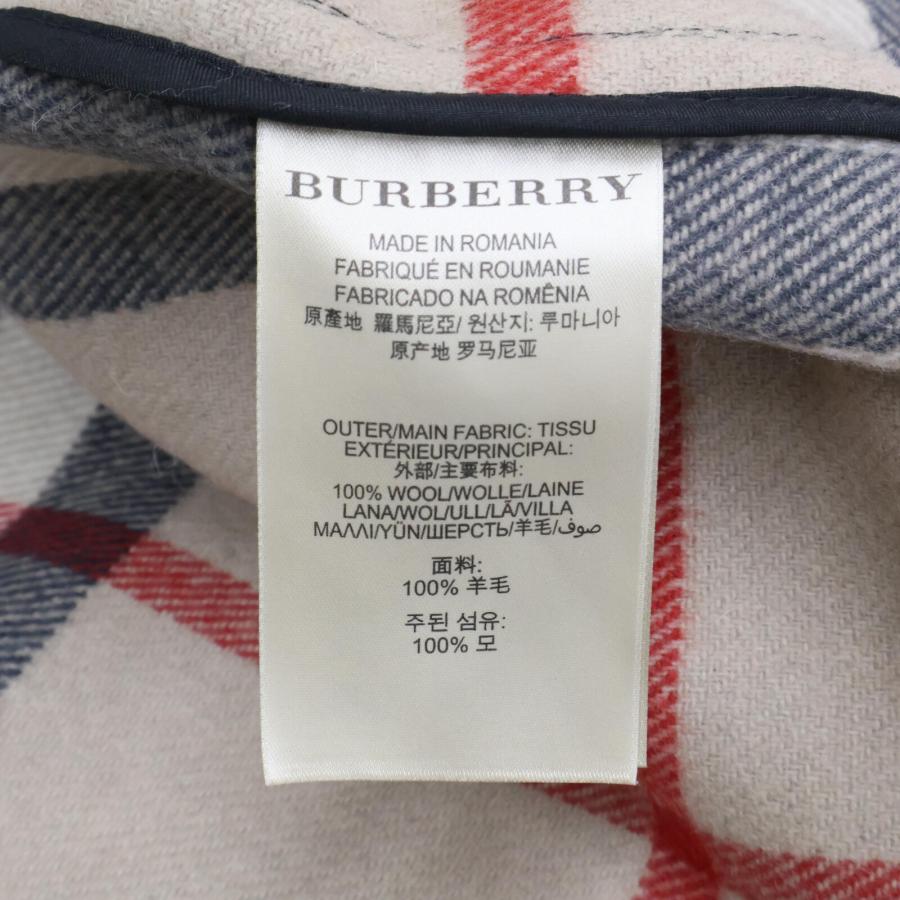 BURBERRY
MADE IN ROMANIA
FABRIQUÉ EN ROUMANIE
FABRICADO NA ROMÊNIA
原產地 羅馬尼亞/ 원산지: 루마니아
原产地 罗马尼亚
OUTER/MAIN FABRIC: TISSU
EXTÉRIEUR/PRINCIPAL:
外部/主要布料:
100% WOOL/WOLLE/LAINE
LANA/WOL/ULL/LÃ/VILLA
ΜΑΛΛΙ/YÜN/ШЕРСТЬ/羊毛/صوف
面料:
100% 羊毛
주된 섬유:
100% 모